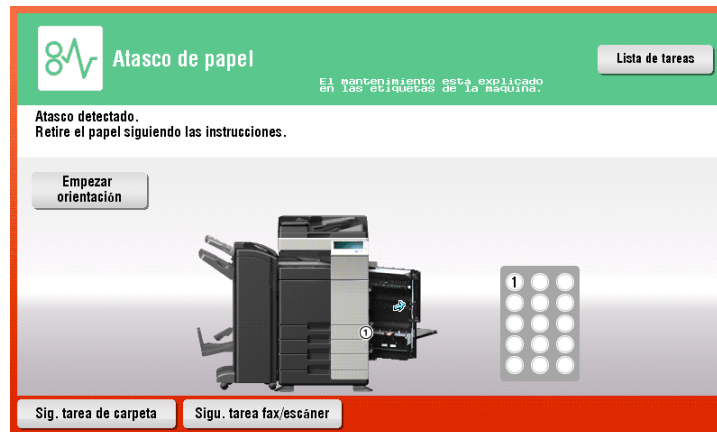 Atasco de papel
El mantenimiento está explicado
en las etiquetas de la máquina.
Lista de tareas
Atasco detectado.
Retire el papel siguiendo las instrucciones.
Empezar
orientación
1
1
Sig. tarea de carpeta
Sigu. tarea fax/escáner